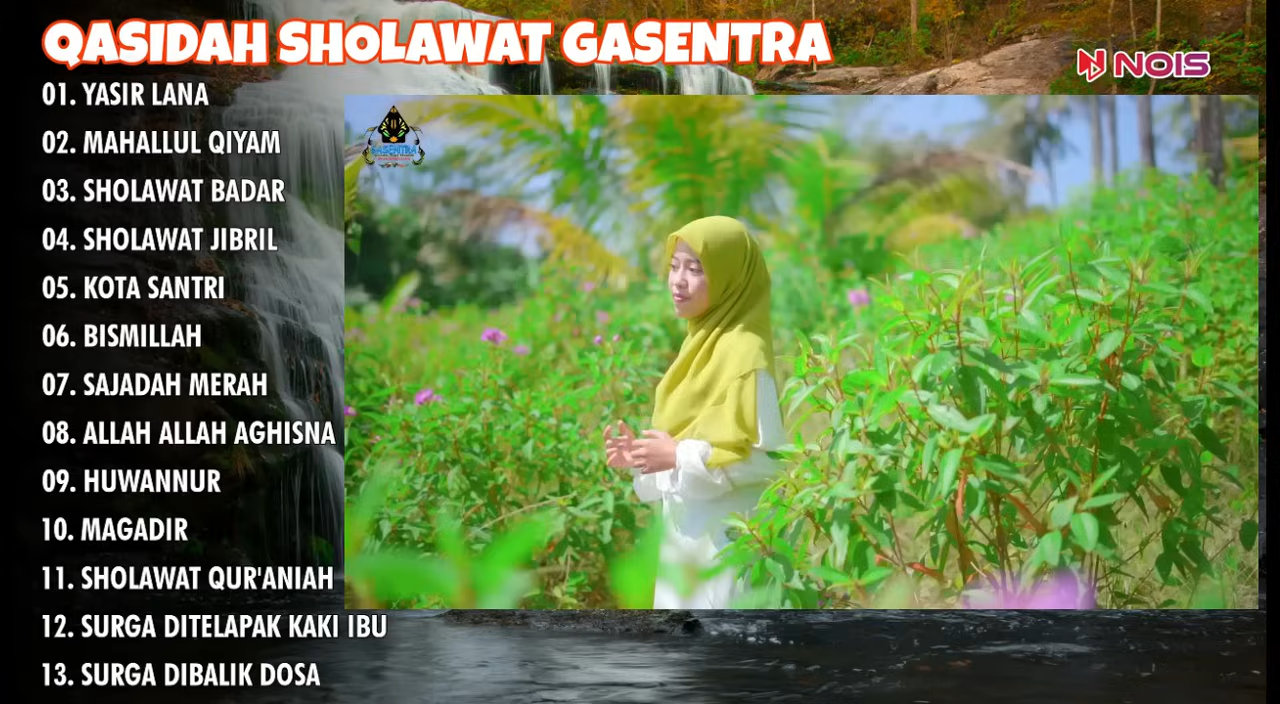 QASIDAH SHOLAWAT GASENTRA
NOIS
01. YASIR LANA
GASENTRA
02. MAHALLUL QIYAM
03. SHOLAWAT BADAR
04. SHOLAWAT JIBRIL
05. KOTA SANTRI
06. BISMILLAH
07. SAJADAH MERAH
08. ALLAH ALLAH AGHISNA
09. HUWANNUR
10. MAGADIR
11. SHOLAWAT QUR'ANIAH
12. SURGA DITELAPAK KAKI IBU
13. SURGA DIBALIK DOSA